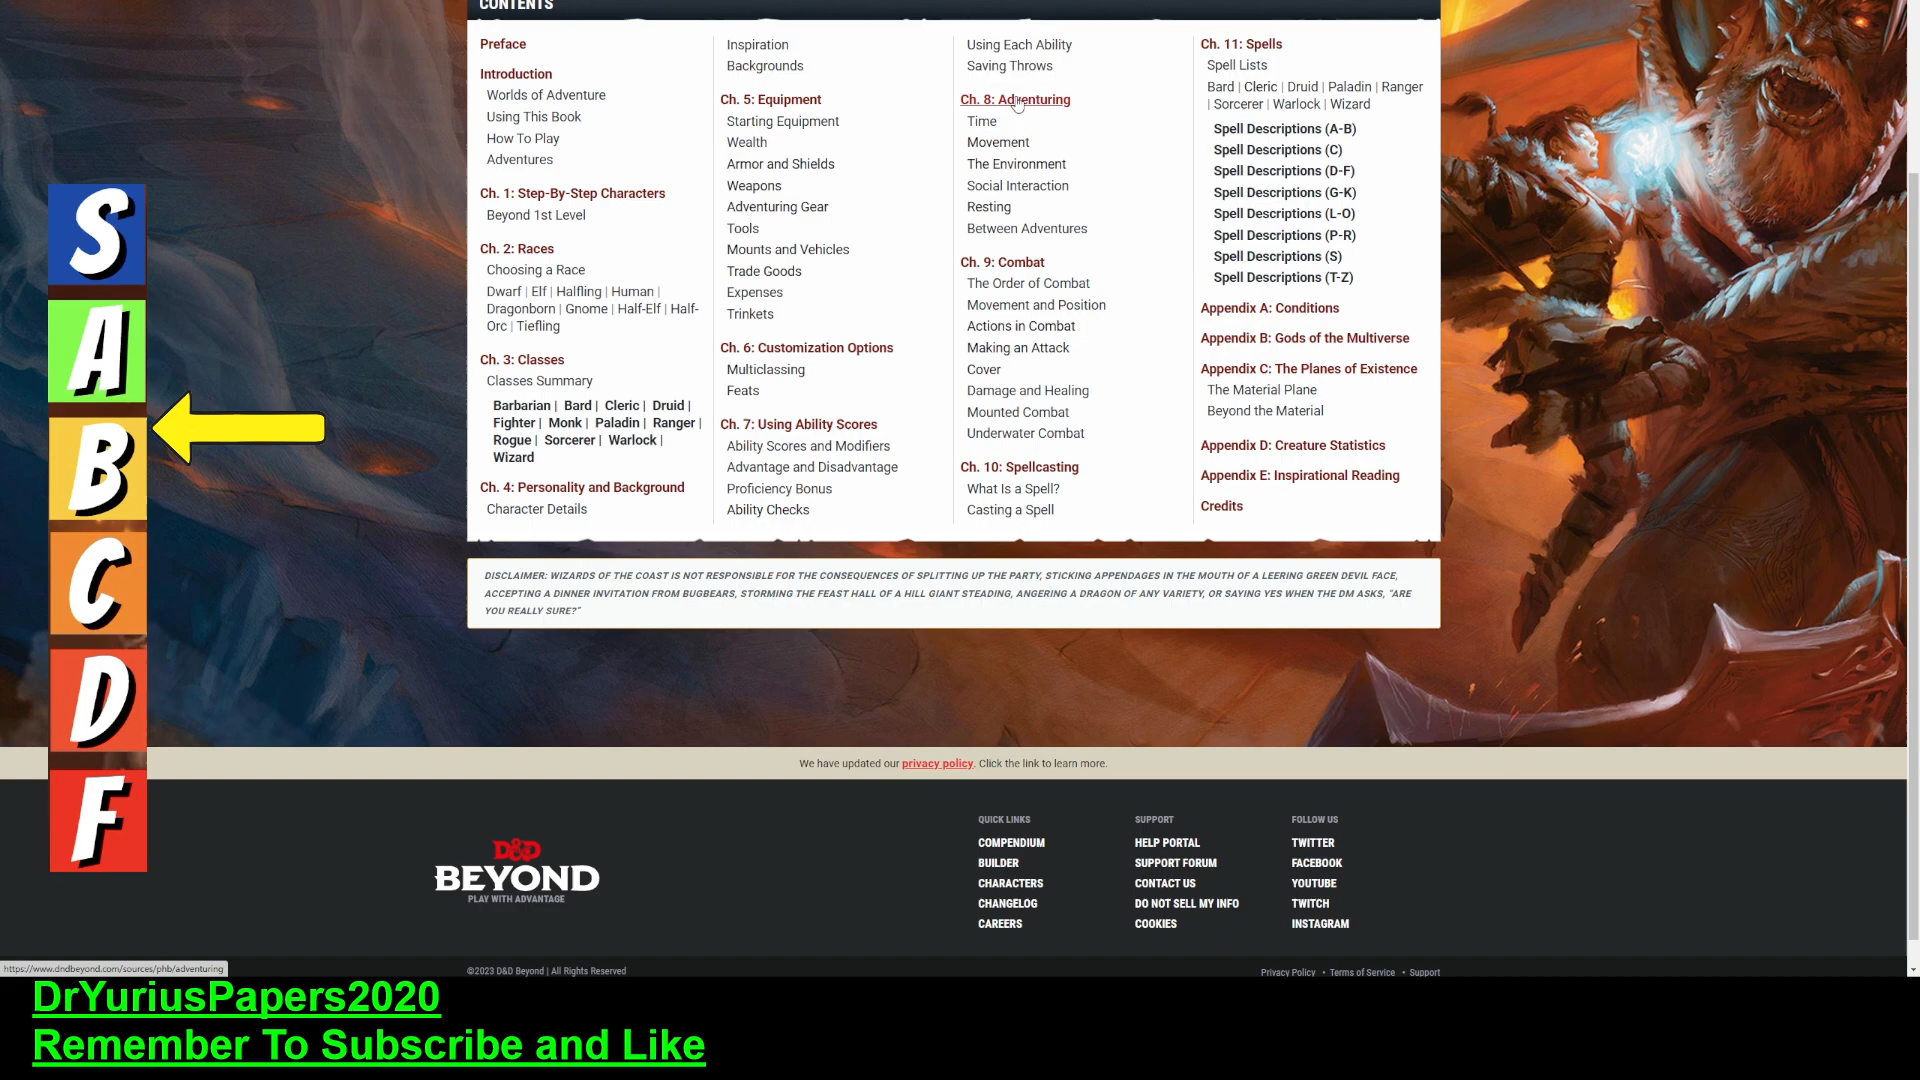 CONTENTS
Preface
Introduction
Worlds of Adventure
Using This Book
How To Play
Adventures
Ch. 1: Step-By-Step Characters
Beyond 1st Level
Ch. 2: Races
Choosing a Race
Dwarf | Elf | Halfling | Human |
Dragonborn | Gnome | Half-Elf | Half-
Orc | Tiefling
Ch. 3: Classes
Classes Summary
Barbarian | Bard | Cleric | Druid |
Fighter | Monk | Paladin | Ranger |
Rogue | Sorcerer | Warlock |
Wizard
Ch. 4: Personality and Background
Character Details
Inspiration
Backgrounds
Ch. 5: Equipment
Starting Equipment
Wealth
Armor and Shields
Weapons
Adventuring Gear
Tools
Mounts and Vehicles
Trade Goods
Expenses
Trinkets
Ch. 6: Customization Options
Multiclassing
Feats
Ch. 7: Using Ability Scores
Ability Scores and Modifiers
Advantage and Disadvantage
Proficiency Bonus
Ability Checks
Using Each Ability
Saving Throws
Ch. 8: Adventuring
Time
Movement
The Environment
Social Interaction
Resting
Between Adventures
Ch. 9: Combat
The Order of Combat
Movement and Position
Actions in Combat
Making an Attack
Cover
Damage and Healing
Mounted Combat
Underwater Combat
Ch. 10: Spellcasting
What Is a Spell?
Casting a Spell
Ch. 11: Spells
Spell Lists
Bard | Cleric | Druid | Paladin | Ranger
| Sorcerer | Warlock | Wizard
Spell Descriptions (A-B)
Spell Descriptions (C)
Spell Descriptions (D-F)
Spell Descriptions (G-K)
Spell Descriptions (L-O)
Spell Descriptions (P-R)
Spell Descriptions (S)
Spell Descriptions (T-Z)
Appendix A: Conditions
Appendix B: Gods of the Multiverse
Appendix C: The Planes of Existence
The Material Plane
Beyond the Material
Appendix D: Creature Statistics
Appendix E: Inspirational Reading
Credits
S
A
B
C
D
F
DISCLAIMER: WIZARDS OF THE COAST IS NOT RESPONSIBLE FOR THE CONSEQUENCES OF SPLITTING UP THE PARTY, STICKING APPENDAGES IN THE MOUTH OF A LEERING GREEN DEVIL FACE,
ACCEPTING A DINNER INVITATION FROM BUGBEARS, STORMING THE FEAST HALL OF A HILL GIANT STEADING, ANGERING A DRAGON OF ANY VARIETY, OR SAYING YES WHEN THE DM ASKS, “ARE
YOU REALLY SURE?”
We have updated our privacy policy. Click the link to learn more.
D&D
BEYOND
PLAY WITH ADVANTAGE
QUICK LINKS
COMPENDIUM
BUILDER
CHARACTERS
CHANGELOG
CAREERS
SUPPORT
HELP PORTAL
SUPPORT FORUM
CONTACT US
DO NOT SELL MY INFO
COOKIES
FOLLOW US
TWITTER
FACEBOOK
YOUTUBE
TWITCH
INSTAGRAM
https://www.dndbeyond.com/sources/phb/adventuring
©2023 D&D Beyond | All Rights Reserved
Privacy Policy • Terms of Service • Support
DrYuriusPapers2020
Remember To Subscribe and Like